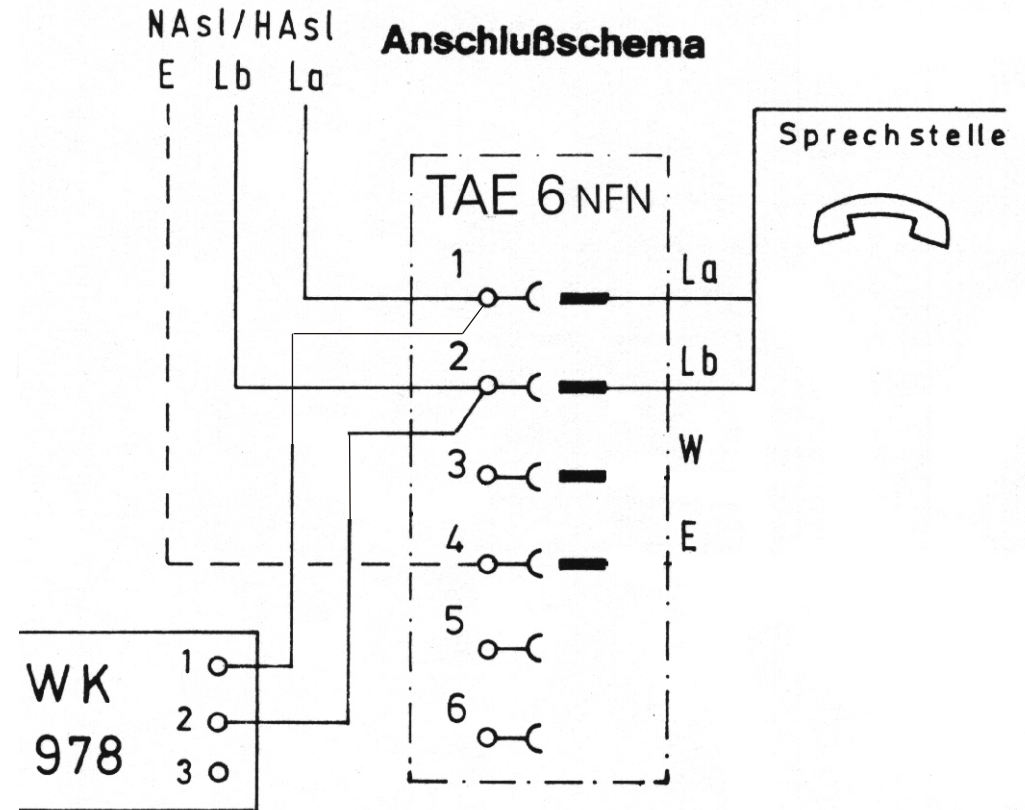 NAsl/HAsl
Anschlußschema
E Lb La
Sprechstelle
TAE 6 NFN
1
La
2
Lb
3
W
4
E
5
6
WK
978
1
2
3